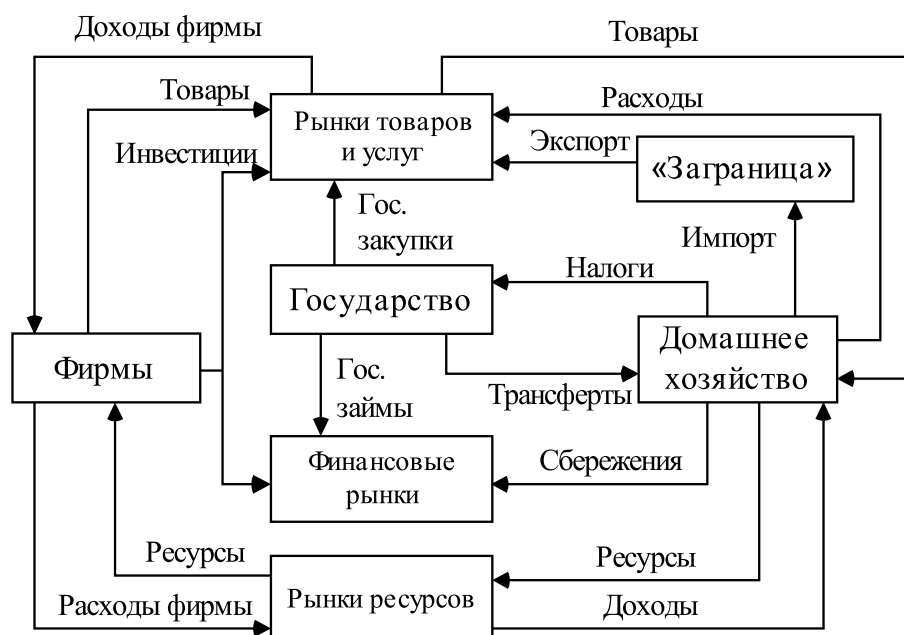 Доходы фирмы
Товары
Товары
Расходы
Рынки товаров
и услуг
Экспорт
Инвестиции
«Заграница»
Гос.
закупки
Импорт
Налоги
Государство
Домашнее
хозяйство
Фирмы
Гос.
займы
Трансферты
Финансовые
рынки
Сбережения
Ресурсы
Ресурсы
Расходы фирмы
Рынки ресурсов
Доходы